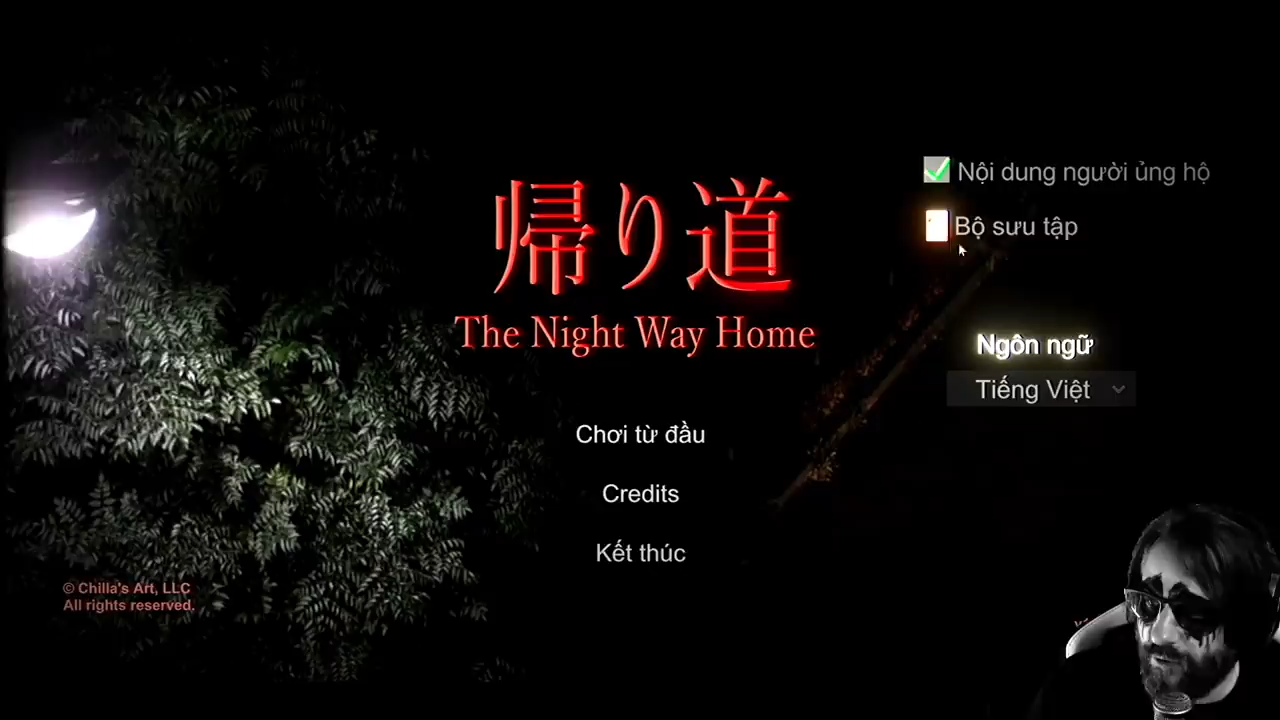 帰り道
The Night Way Home
Nội dung người ủng hộ
Bộ sưu tập
Ngôn ngữ
Tiếng Việt
Chơi từ đầu
Credits
Kết thúc
© Chilla's Art, LLC
All rights reserved.